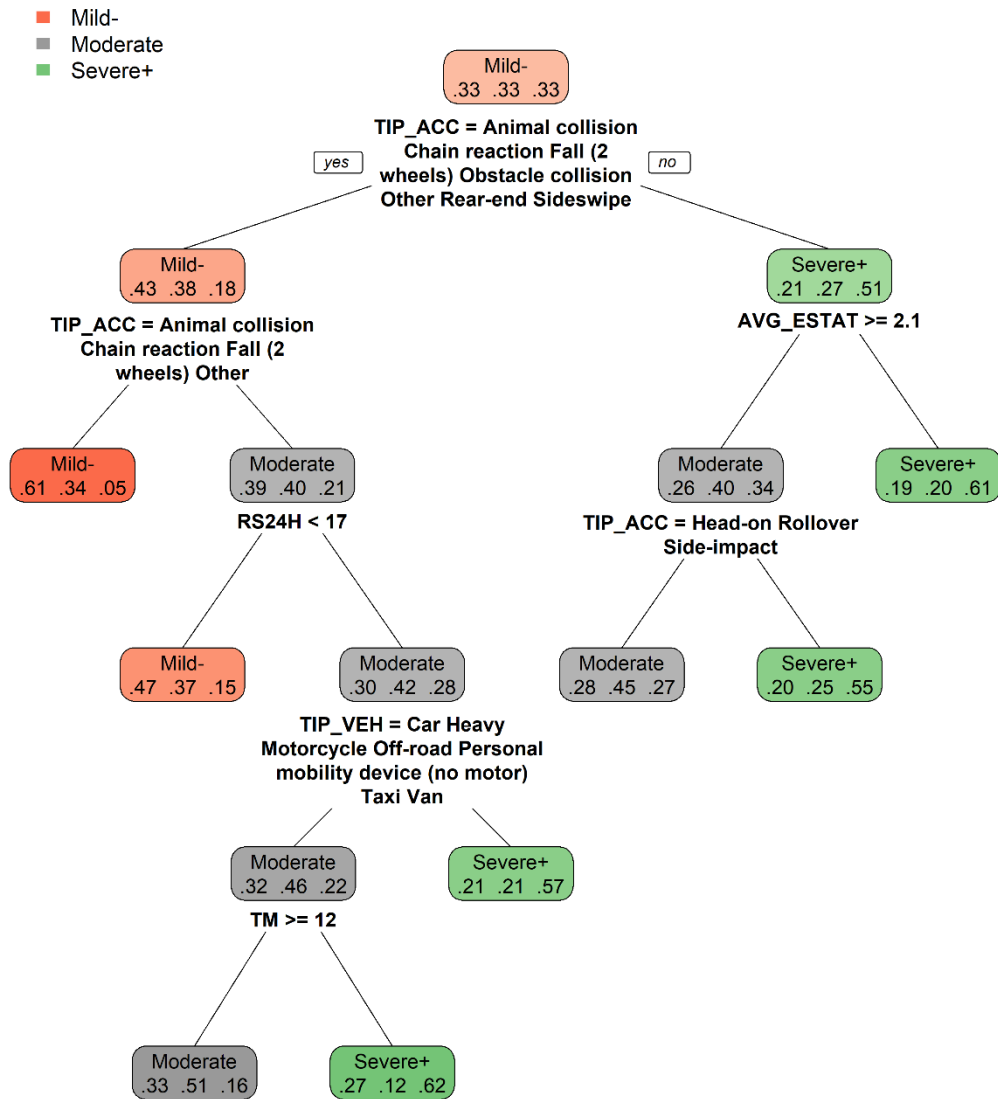 Mild-
Moderate
Severe+
Mild-
.33 .33 .33
TIP_ACC = Animal collision
Chain reaction Fall (2
wheels) Obstacle collision
Other Rear-end Sideswipe
yes
no
Mild-
.43 .38 .18
Severe+
.21 .27 .51
TIP_ACC = Animal collision
Chain reaction Fall (2
wheels) Other
AVG_ESTAT >= 2.1
Mild-
.61 .34 .05
Moderate
.39 .40 .21
Moderate
.26 .40 .34
Severe+
.19 .20 .61
RS24H < 17
TIP_ACC = Head-on Rollover
Side-impact
Mild-
.47 .37 .15
Moderate
.30 .42 .28
Moderate
.28 .45 .27
Severe+
.20 .25 .55
TIP_VEH = Car Heavy
Motorcycle Off-road Personal
mobility device (no motor)
Taxi Van
Moderate
.32 .46 .22
Severe+
.21 .21 .57
TM >= 12
Moderate
.33 .51 .16
Severe+
.27 .12 .62